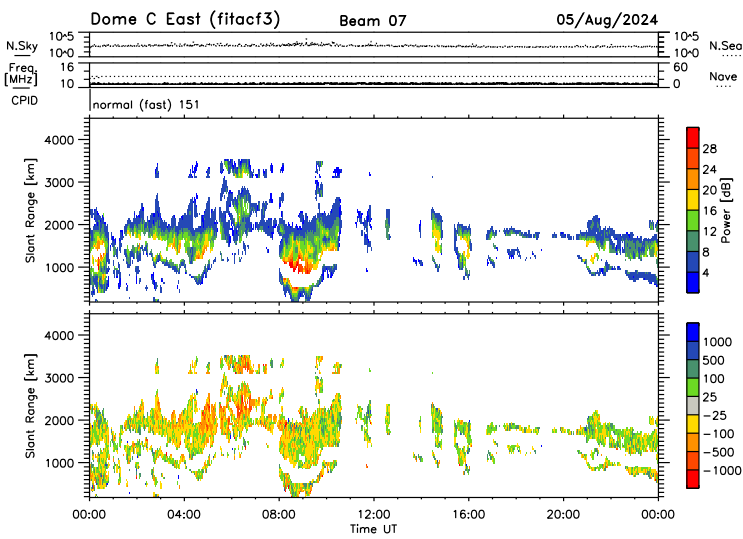 Dome C East (fitacf3) Beam 07 05/Aug/2024
N.Sky 10^5 10^0 10^5 10^0 N.Sea
Freq. [MHz] 16 10 60 0 Nave
CPID normal (fast) 151
Slant Range [km] 4000 3000 2000 1000
28 24 20 16 12 8 4 Power [dB]
Slant Range [km] 4000 3000 2000 1000
1000 500 100 25 −25 −100 −500 −1000
00:00 04:00 08:00 12:00 16:00 20:00 00:00
Time UT